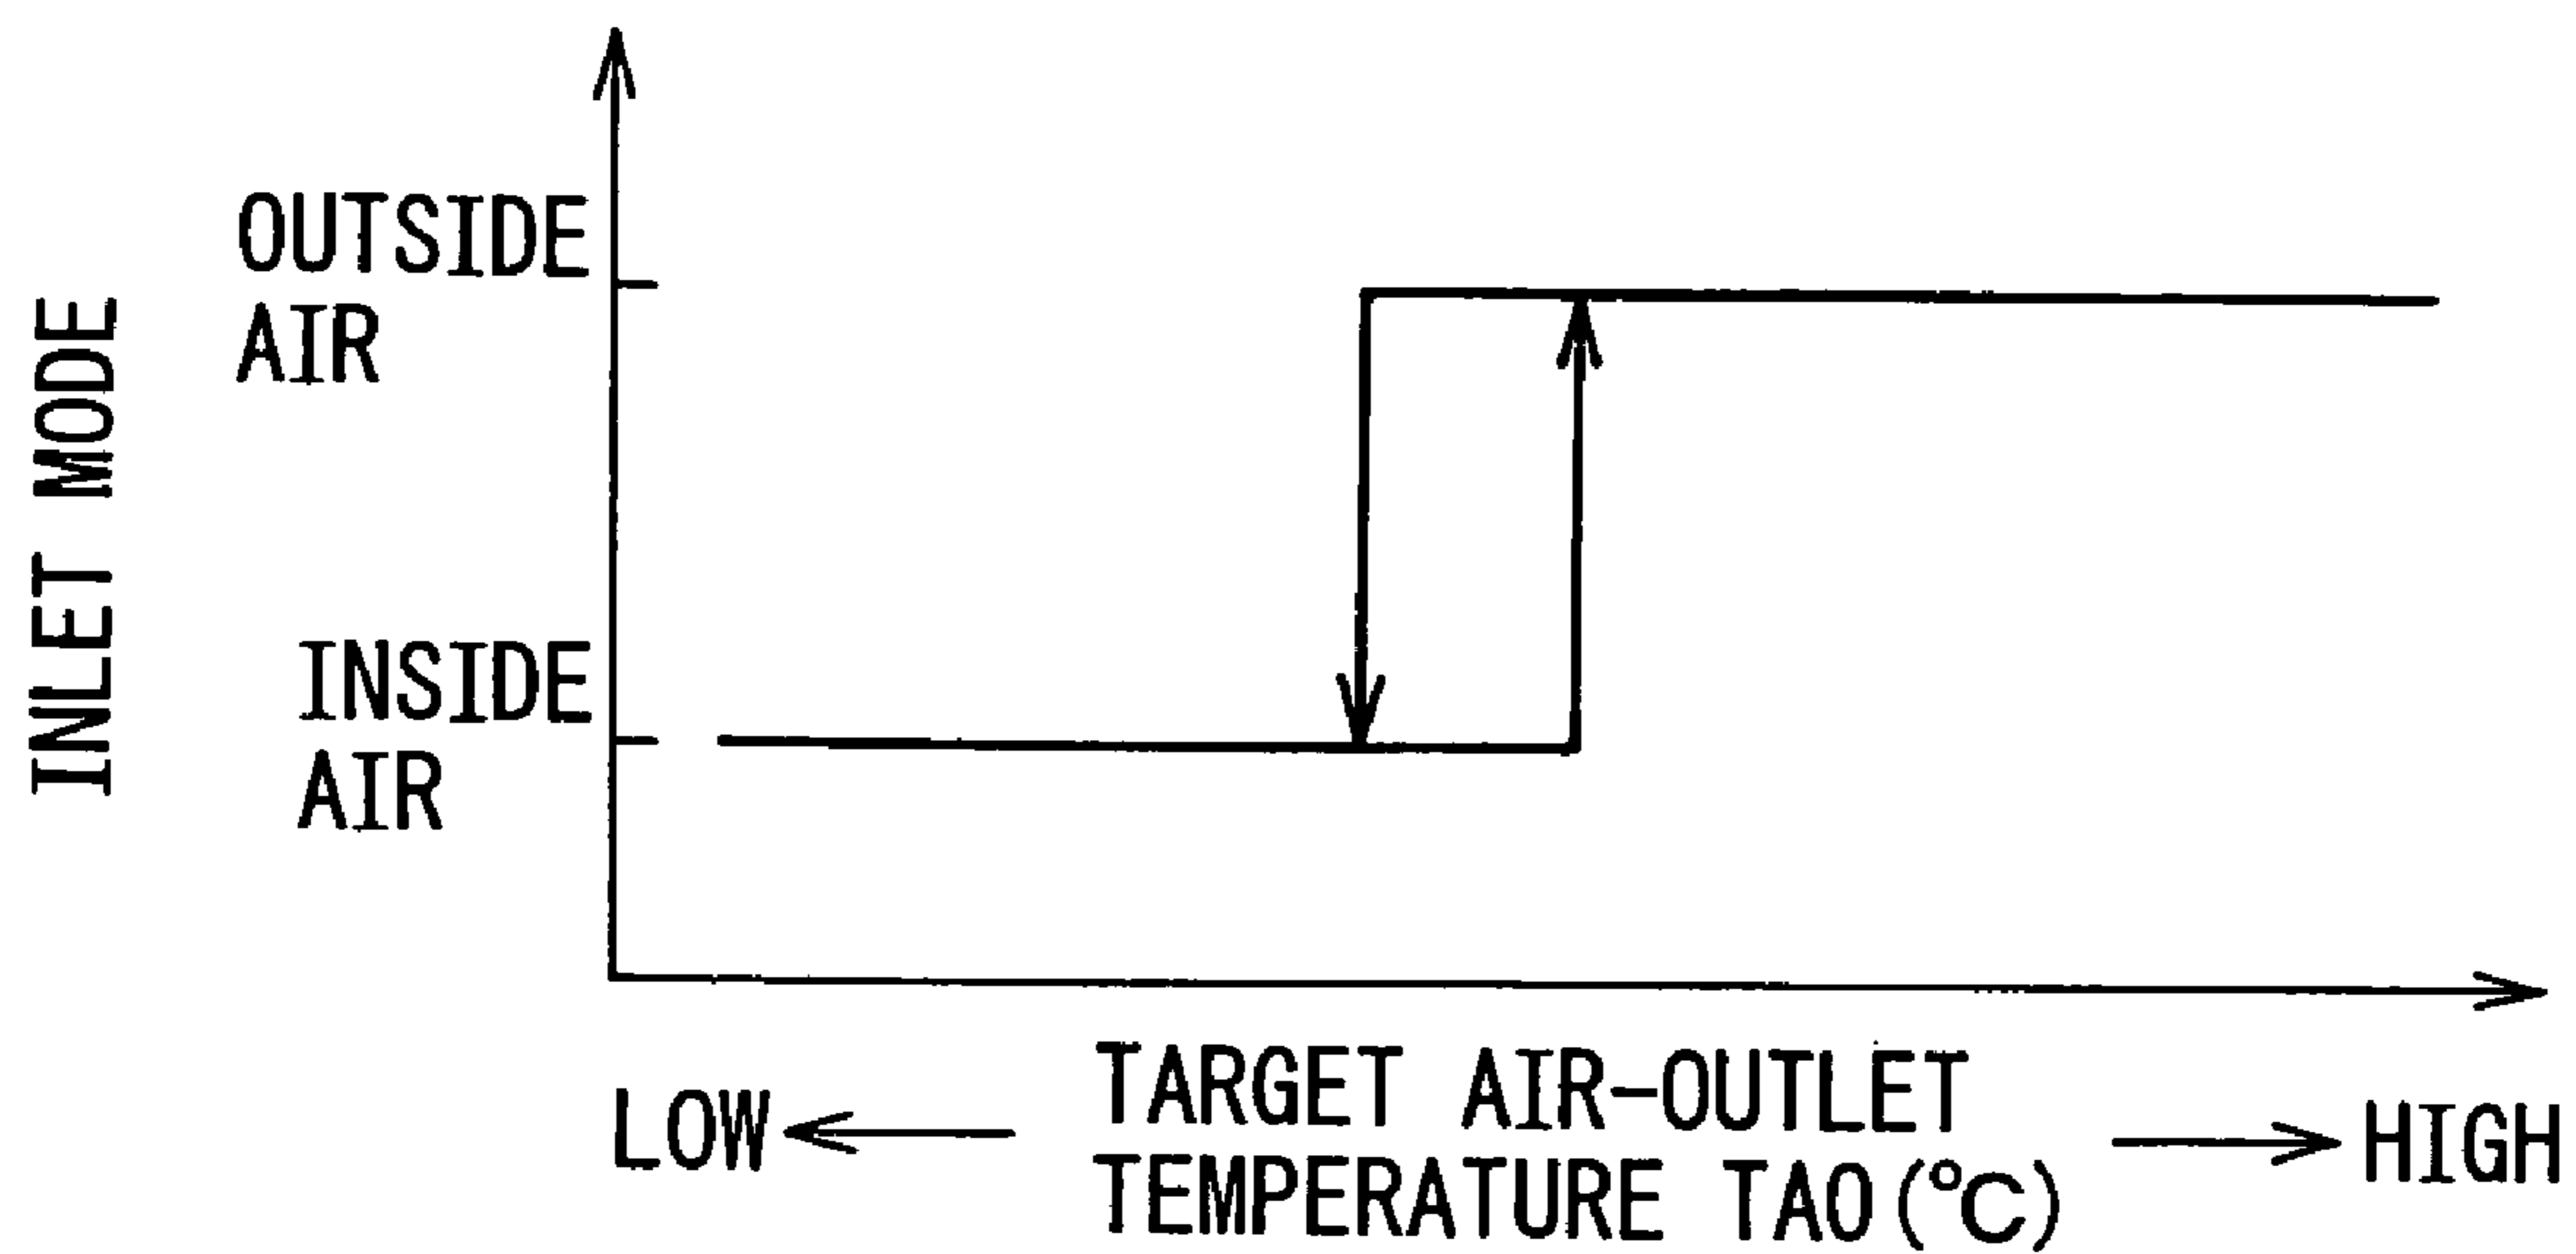 INLET MODE
OUTSIDE
AIR
INSIDE
AIR
LOW
TARGET AIR-OUTLET
TEMPERATURE TAO (°C)
HIGH